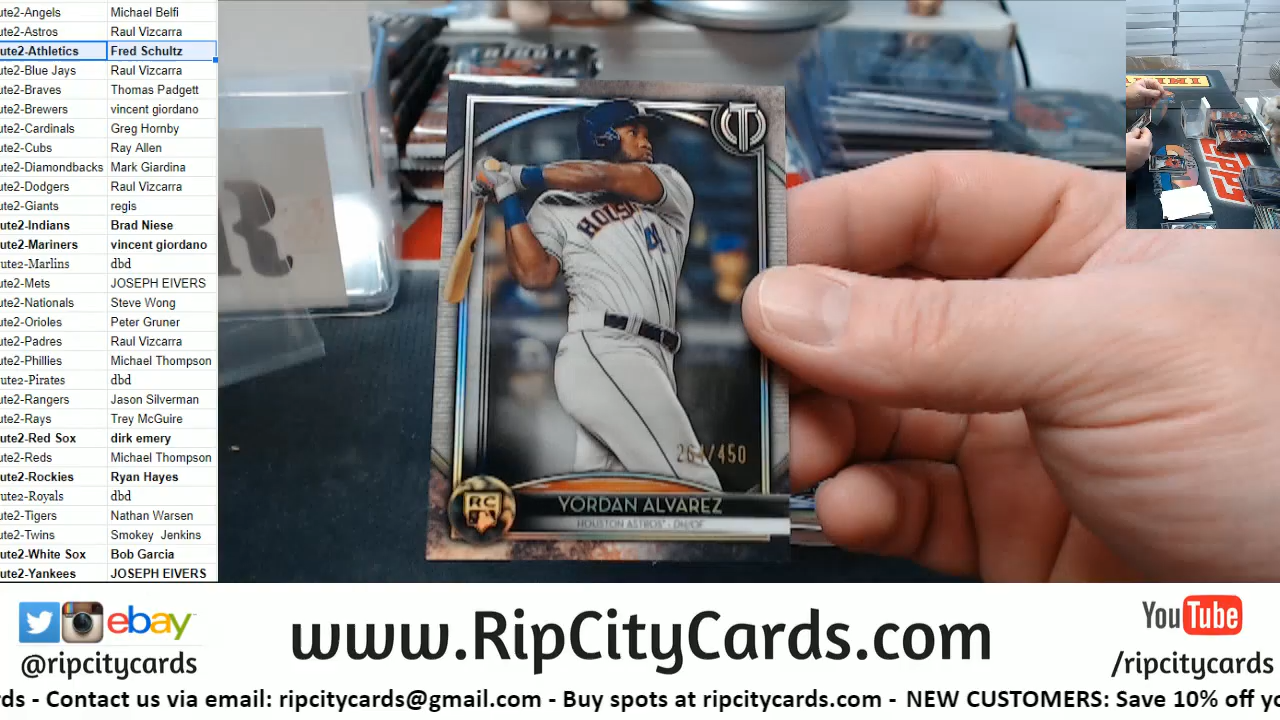 ute2-Angels Michael Belfi
ute2-Astros Raul Vizcarra
ute2-Athletics Fred Schultz
ute2-Blue Jays Raul Vizcarra
ute2-Braves Thomas Padgett
ute2-Brewers vincent giordano
ute2-Cardinals Greg Hornby
ute2-Cubs Ray Allen
ute2-Diamondbacks Mark Giardina
ute2-Dodgers Raul Vizcarra
ute2-Giants regis
ute2-Indians Brad Niese
ute2-Mariners vincent giordano
ute2-Marlins dbd
ute2-Mets JOSEPH EIVERS
ute2-Nationals Steve Wong
ute2-Orioles Peter Gruner
ute2-Padres Raul Vizcarra
ute2-Phillies Michael Thompson
ute2-Pirates dbd
ute2-Rangers Jason Silverman
ute2-Rays Trey McGuire
ute2-Red Sox dirk emery
ute2-Reds Michael Thompson
ute2-Rockies Ryan Hayes
ute2-Royals dbd
ute2-Tigers Nathan Warsen
ute2-Twins Smokey Jenkins
ute2-White Sox Bob Garcia
ute2-Yankees JOSEPH EIVERS
T
264/450
RC
YORDAN ALVAREZ
HOUSTON ASTROS® • DH/OF
R
ebay
@ripcitycards
www.RipCityCards.com
YouTube
/ripcitycards
ds - Contact us via email: ripcitycards@gmail.com - Buy spots at ripcitycards.com - NEW CUSTOMERS: Save 10% off yo